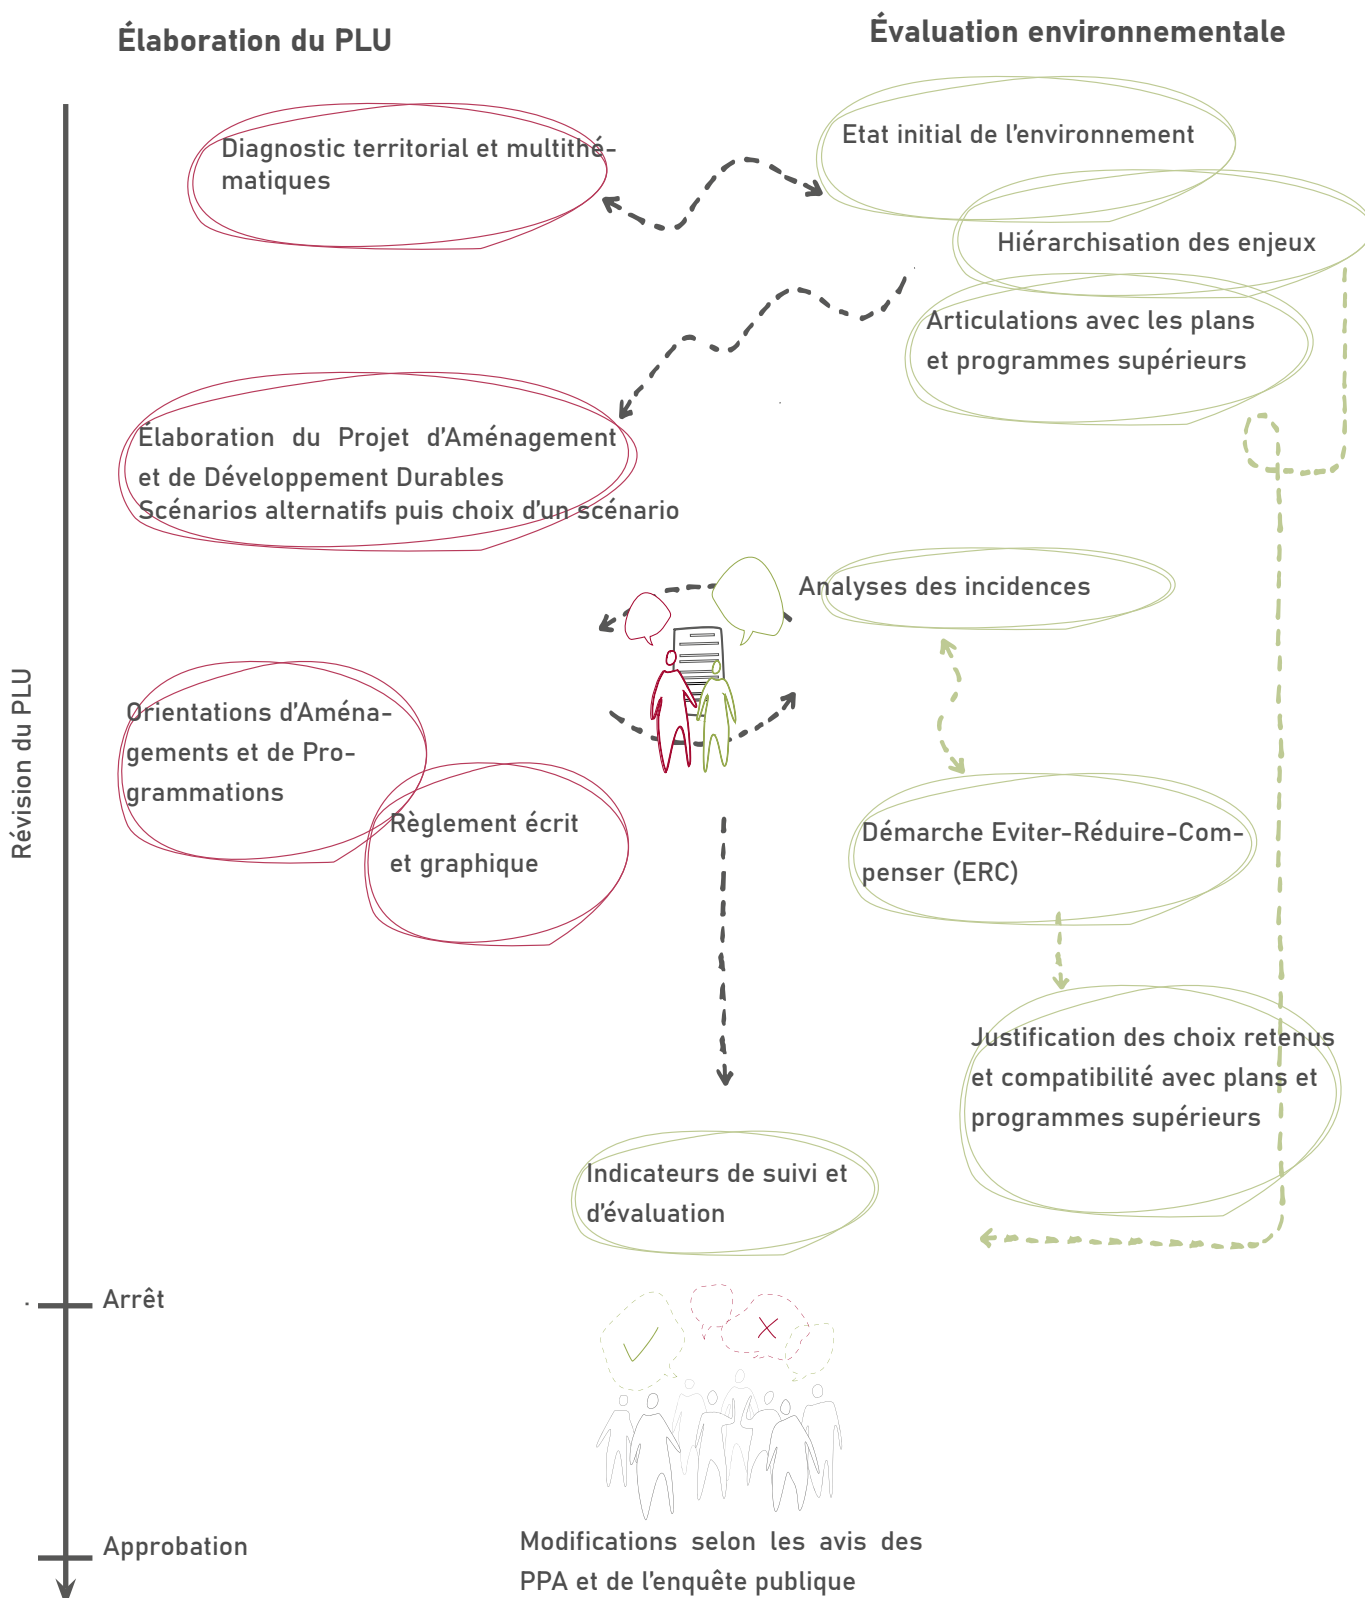 Élaboration du PLU
Évaluation environnementale
Diagnostic territorial et multithé-
matiques
Etat initial de l'environnement
Hiérarchisation des enjeux
Articulations avec les plans
et programmes supérieurs
Élaboration du Projet d'Aménagement
et de Développement Durables
Scénarios alternatifs puis choix d'un scénario
Analyses des incidences
Révision du PLU
Orientations d'Aména-
gements et de Pro-
grammations
Règlement écrit
et graphique
Démarche Eviter-Réduire-Com-
penser (ERC)
Justification des choix retenus
et compatibilité avec plans et
programmes supérieurs
Indicateurs de suivi et
d'évaluation
Arrêt
Approbation
Modifications selon les avis des
PPA et de l'enquête publique